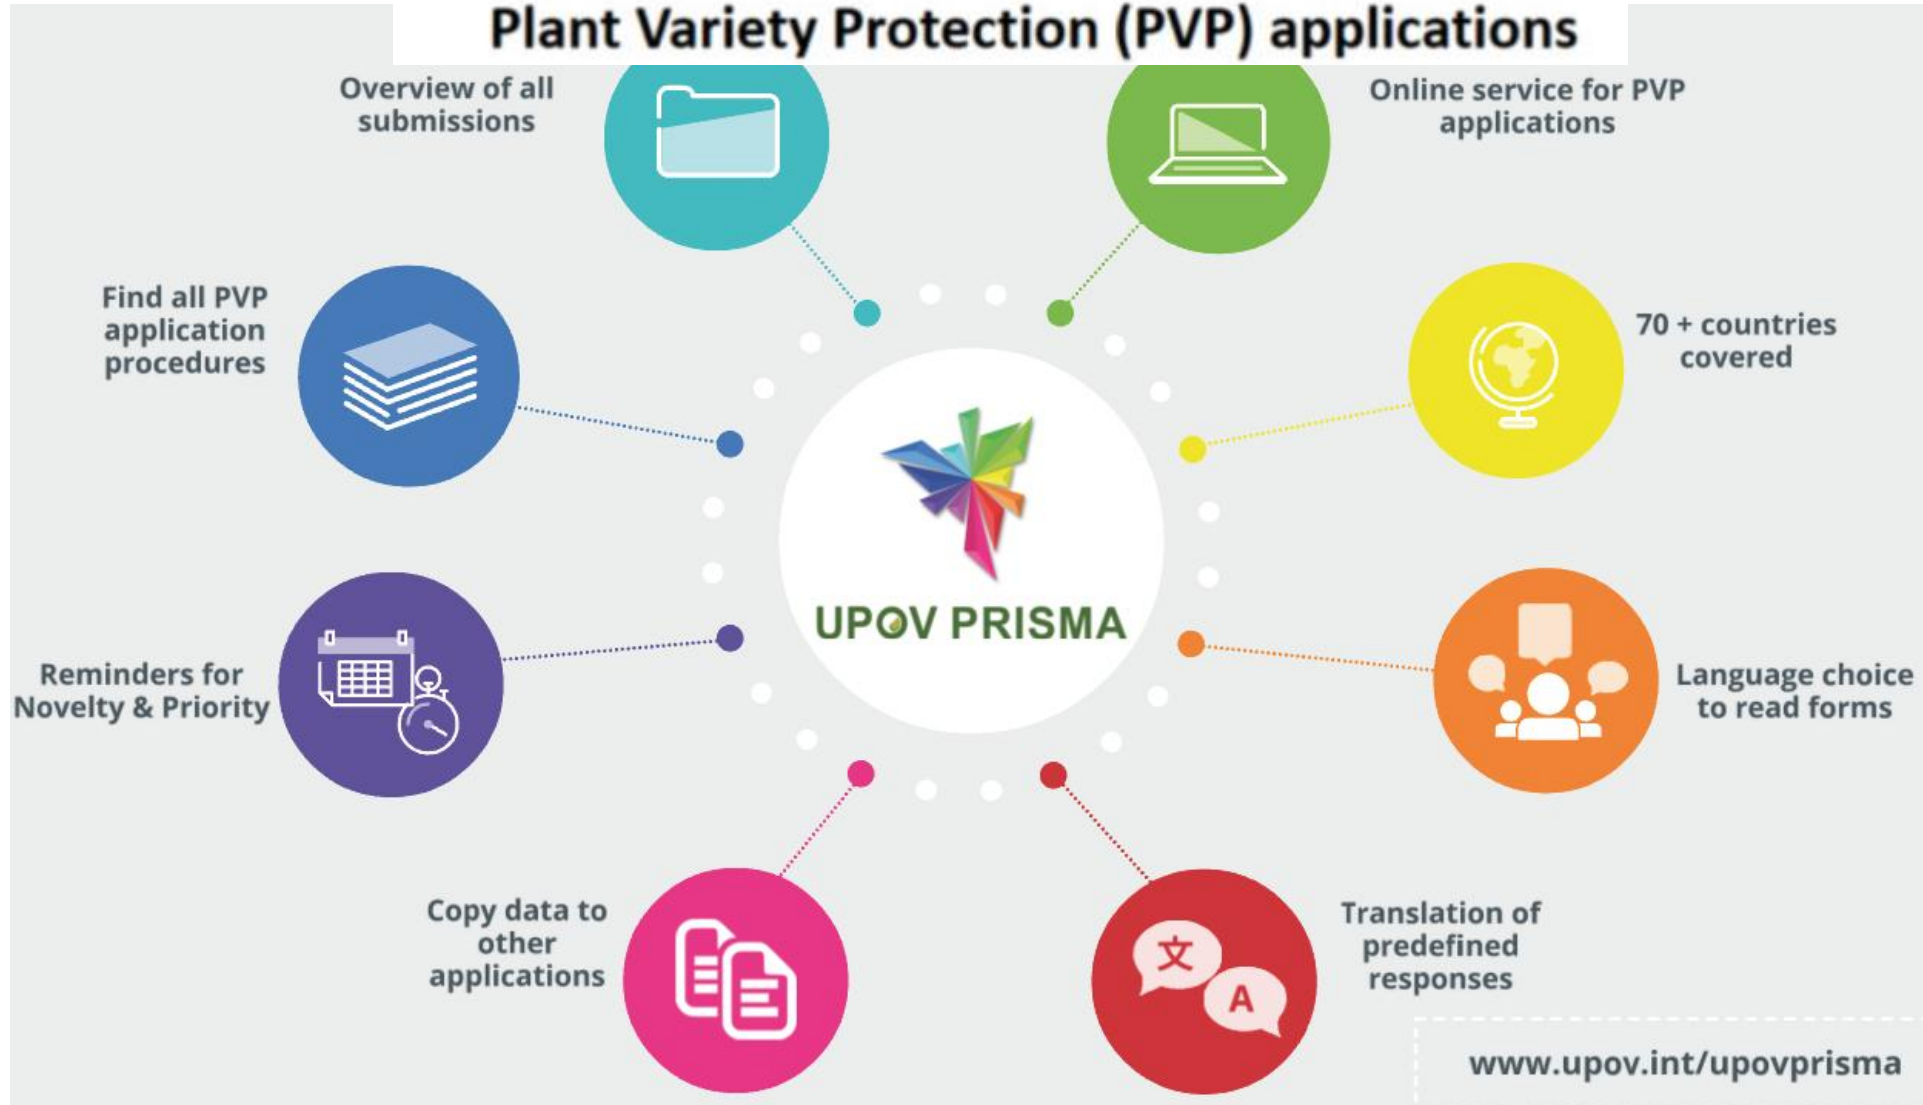 Plant Variety Protection (PVP) applications
Overview of all
submissions
Online service for PVP
applications
Find all PVP
application
procedures
70 + countries
covered
UPOV PRISMA
Reminders for
Novelty & Priority
Language choice
to read forms
Copy data to
other
applications
文
A
Translation of
predefined
responses
www.upov.int/upovprisma